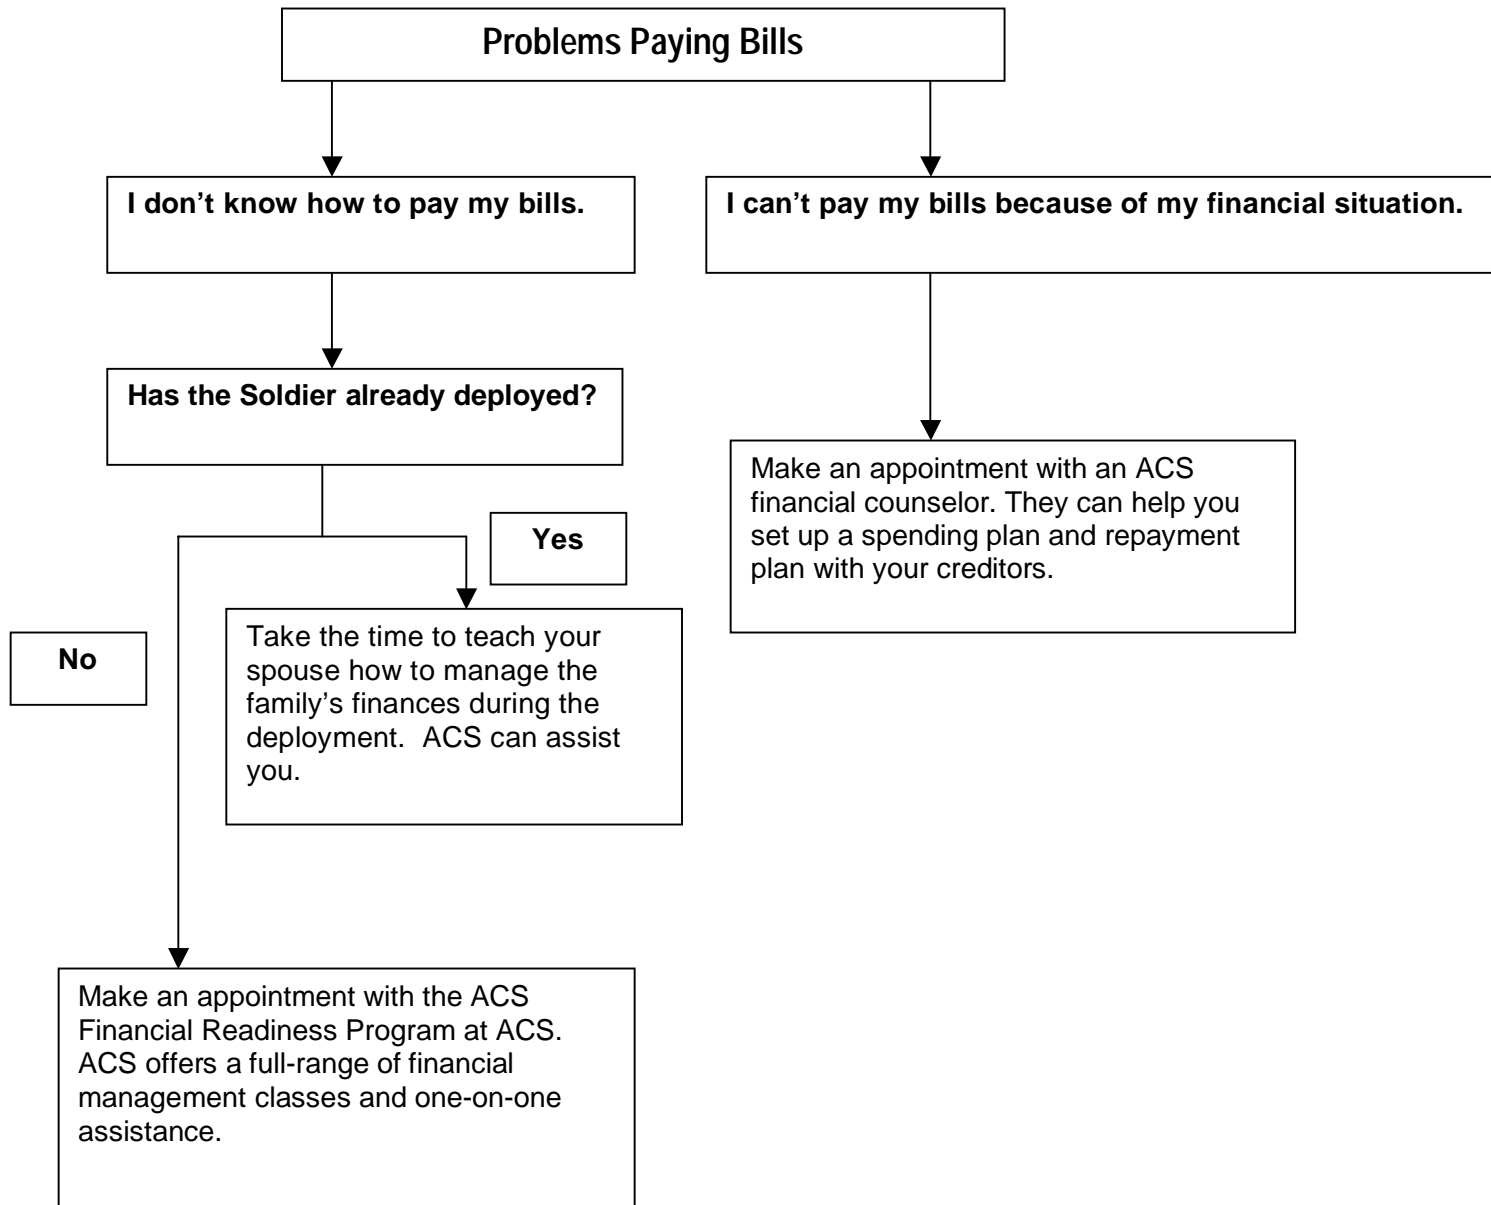 Problems Paying Bills
I don’t know how to pay my bills.
I can’t pay my bills because of my financial situation.
Has the Soldier already deployed?
Make an appointment with an ACS
financial counselor. They can help you
set up a spending plan and repayment
plan with your creditors.
Yes
No
Take the time to teach your
spouse how to manage the
family’s finances during the
deployment.  ACS can assist
you.
Make an appointment with the ACS
Financial Readiness Program at ACS.
ACS offers a full-range of financial
management classes and one-on-one
assistance.